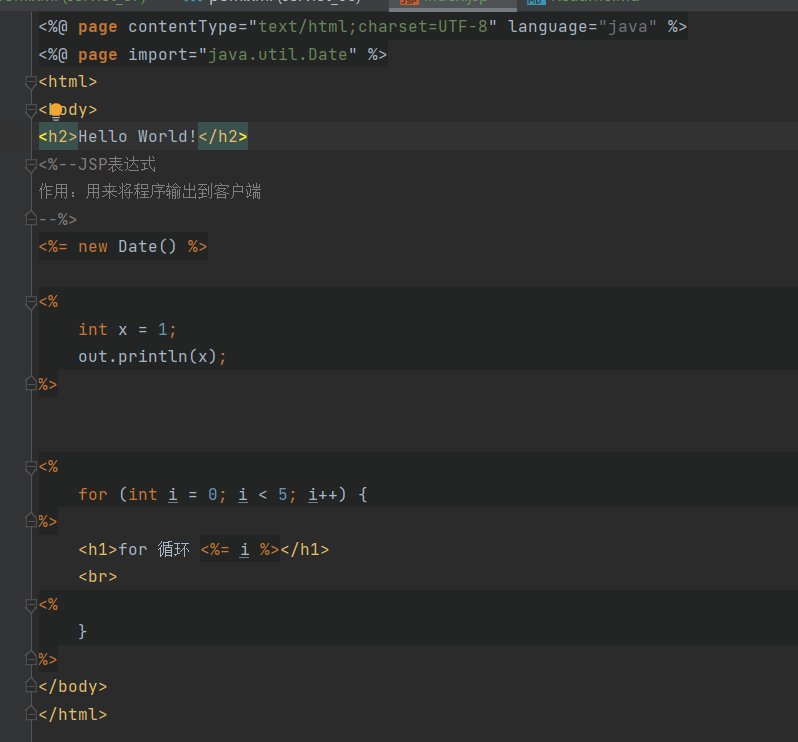 <%@ page contentType="text/html;charset=UTF-8" language="java" %>
<%@ page import="java.util.Date" %>
<html>
<body>
<h2>Hello World!</h2>
<%--JSP表达式
作用：用来将程序输出到客户端
--%>
<%= new Date() %>
<%
int x = 1;
out.println(x);
%>
<%
for (int i = 0; i < 5; i++) {
%>
<h1>for 循环 <%= i %></h1>
<br>
<%
}
%>
</body>
</html>